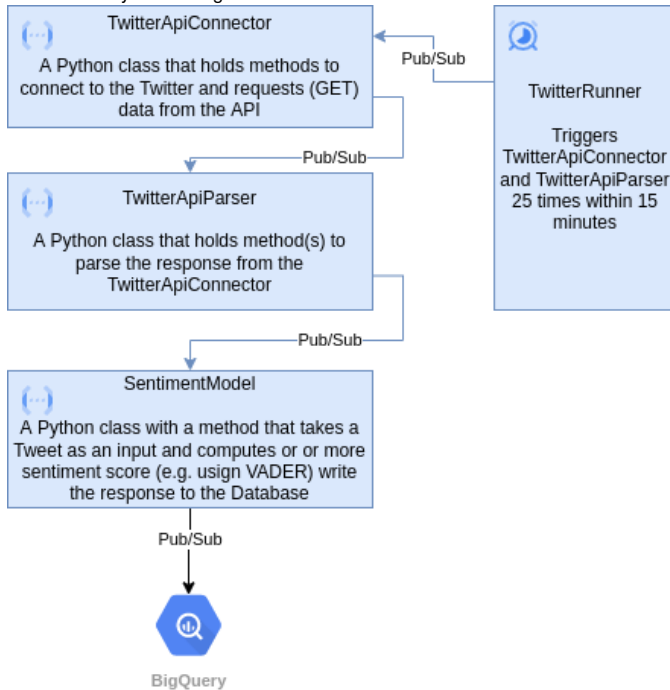 TwitterApiConnector
A Python class that holds methods to
connect to the Twitter and requests (GET)
data from the API
Pub/Sub
TwitterRunner
Triggers
TwitterApiConnector
and TwitterApiParser
25 times within 15
minutes
Pub/Sub
TwitterApiParser
A Python class that holds method(s) to
parse the response from the
TwitterApiConnector
Pub/Sub
SentimentModel
A Python class with a method that takes a
Tweet as an input and computes or or more
sentiment score (e.g. usign VADER) write
the response to the Database
Pub/Sub
BigQuery